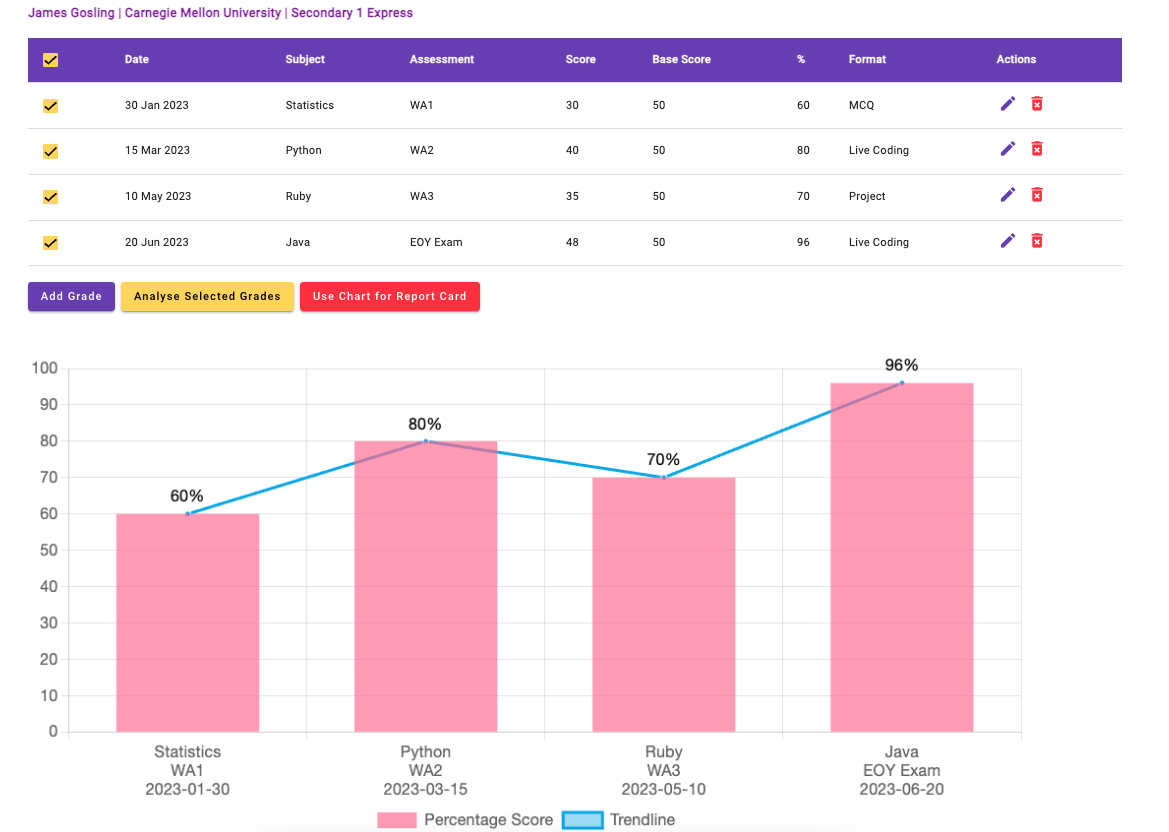 James Gosling | Carnegie Mellon University | Secondary 1 Express
Date Subject Assessment Score Base Score % Format Actions
30 Jan 2023 Statistics WA1 30 50 60 MCQ
15 Mar 2023 Python WA2 40 50 80 Live Coding
10 May 2023 Ruby WA3 35 50 70 Project
20 Jun 2023 Java EOY Exam 48 50 96 Live Coding
Add Grade Analyse Selected Grades Use Chart for Report Card
100
90
80
70
60
50
40
30
20
10
0
60%
80%
70%
96%
Statistics Python Ruby Java
WA1 WA2 WA3 EOY Exam
2023-01-30 2023-03-15 2023-05-10 2023-06-20
Percentage Score Trendline